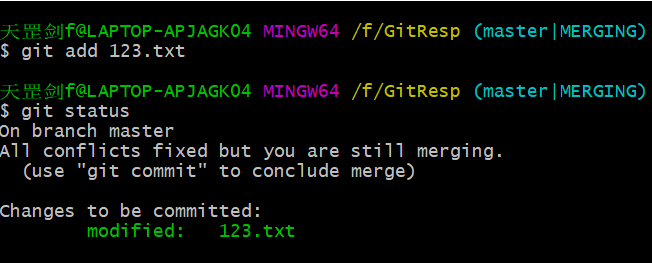 天罡剑f@LAPTOP-APJAGK04 MINGW64 /f/GitResp (master|MERGING)
$ git add 123.txt
天罡剑f@LAPTOP-APJAGK04 MINGW64 /f/GitResp (master|MERGING)
$ git status
On branch master
All conflicts fixed but you are still merging.
  (use "git commit" to conclude merge)
Changes to be committed:
        modified:   123.txt